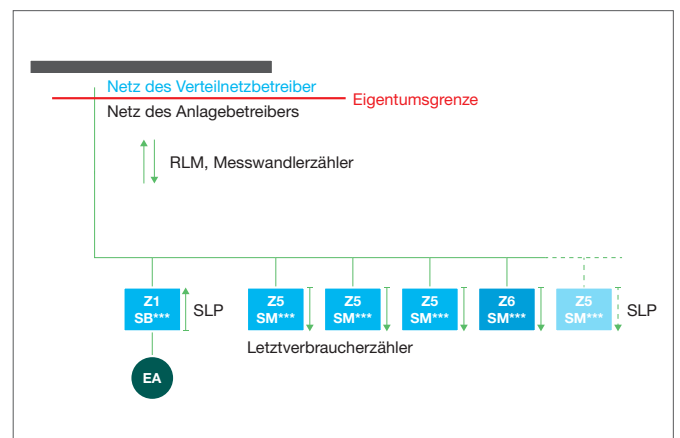 Netz des Verteilnetzbetreiber
Eigentumsgrenze
Netz des Anlagebetreibers
RLM, Messwandlerzähler
Z1
SB***
SLP
Z5
SM***
Z5
SM***
Z5
SM***
Z6
SM***
Z5
SM***
SLP
Letztverbraucherzähler
EA